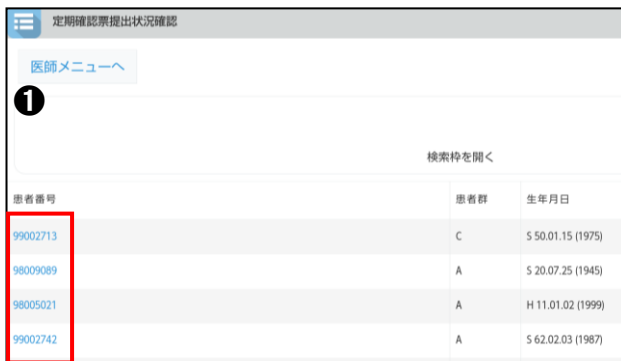 定期確認票提出状況確認
医師メニューへ
❶
検索枠を開く
患者番号 患者群 生年月日
99002713 C S 50.01.15 (1975)
98009089 A S 20.07.25 (1945)
98005021 A H 11.01.02 (1999)
99002742 A S 62.02.03 (1987)